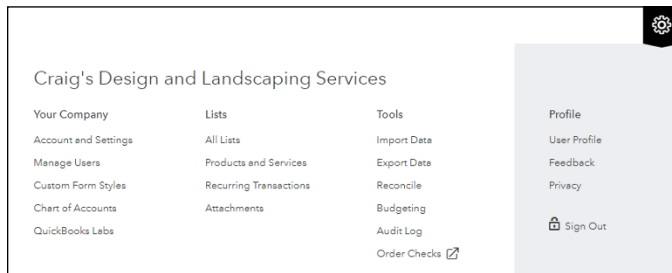 Craig's Design and Landscaping Services
Your Company
Account and Settings
Manage Users
Custom Form Styles
Chart of Accounts
QuickBooks Labs
Lists
All Lists
Products and Services
Recurring Transactions
Attachments
Tools
Import Data
Export Data
Reconcile
Budgeting
Audit Log
Order Checks
Profile
User Profile
Feedback
Privacy
Sign Out